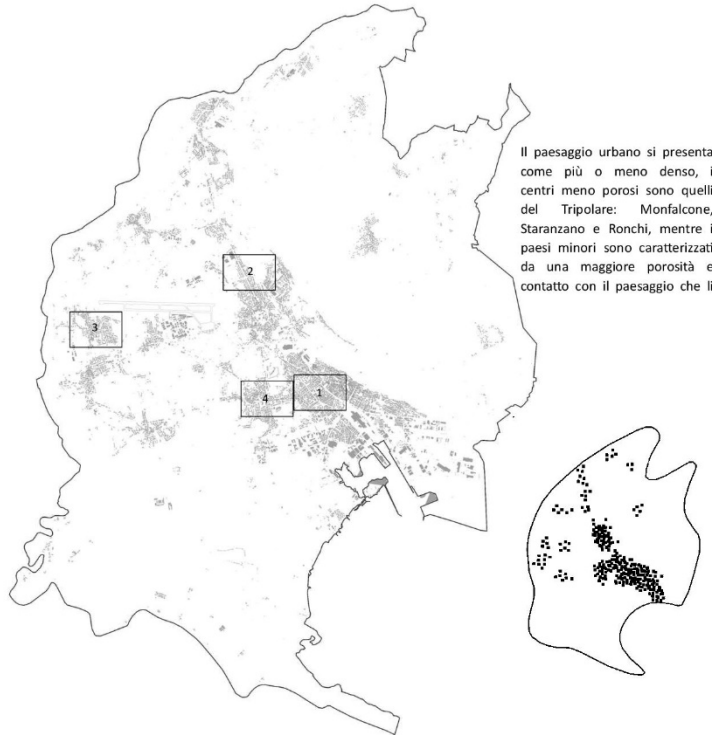 Il paesaggio urbano si presenta
come più o meno denso, i
centri meno porosi sono quelli
del Tripolare: Monfalcone,
Staranzano e Ronchi, mentre i
paesi minori sono caratterizzati
da una maggiore porosità e
contatto con il paesaggio che li
2
3
4
1